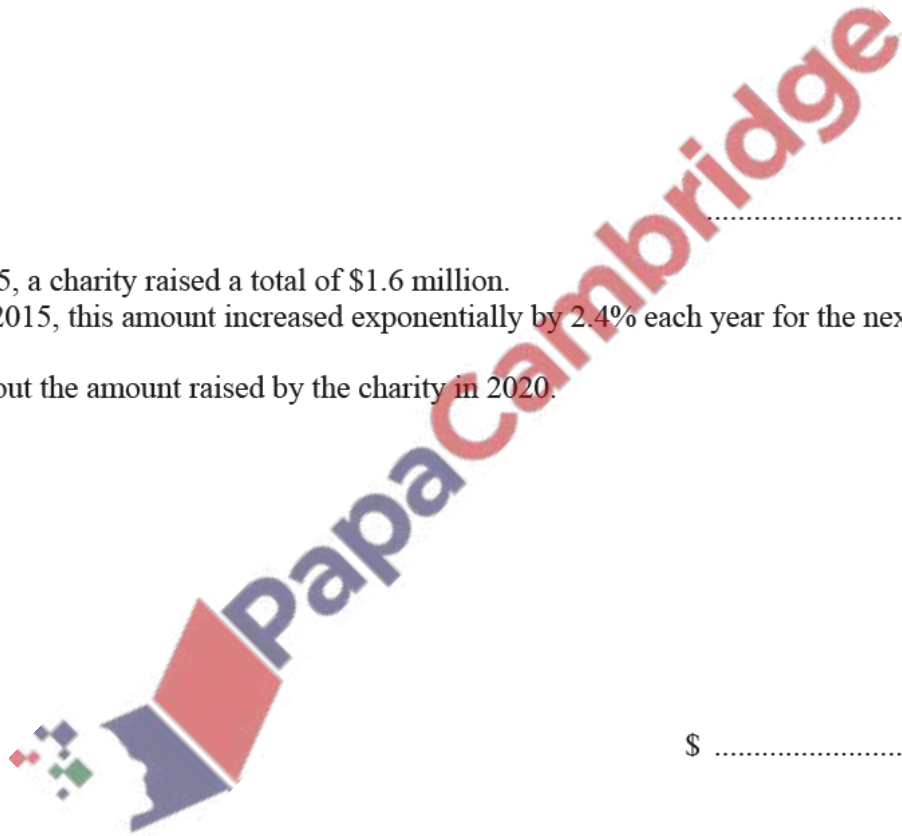 5, a charity raised a total of $1.6 million.
2015, this amount increased exponentially by 2.4% each year for the nex
out the amount raised by the charity in 2020.
PapaCambridge
$ ........................